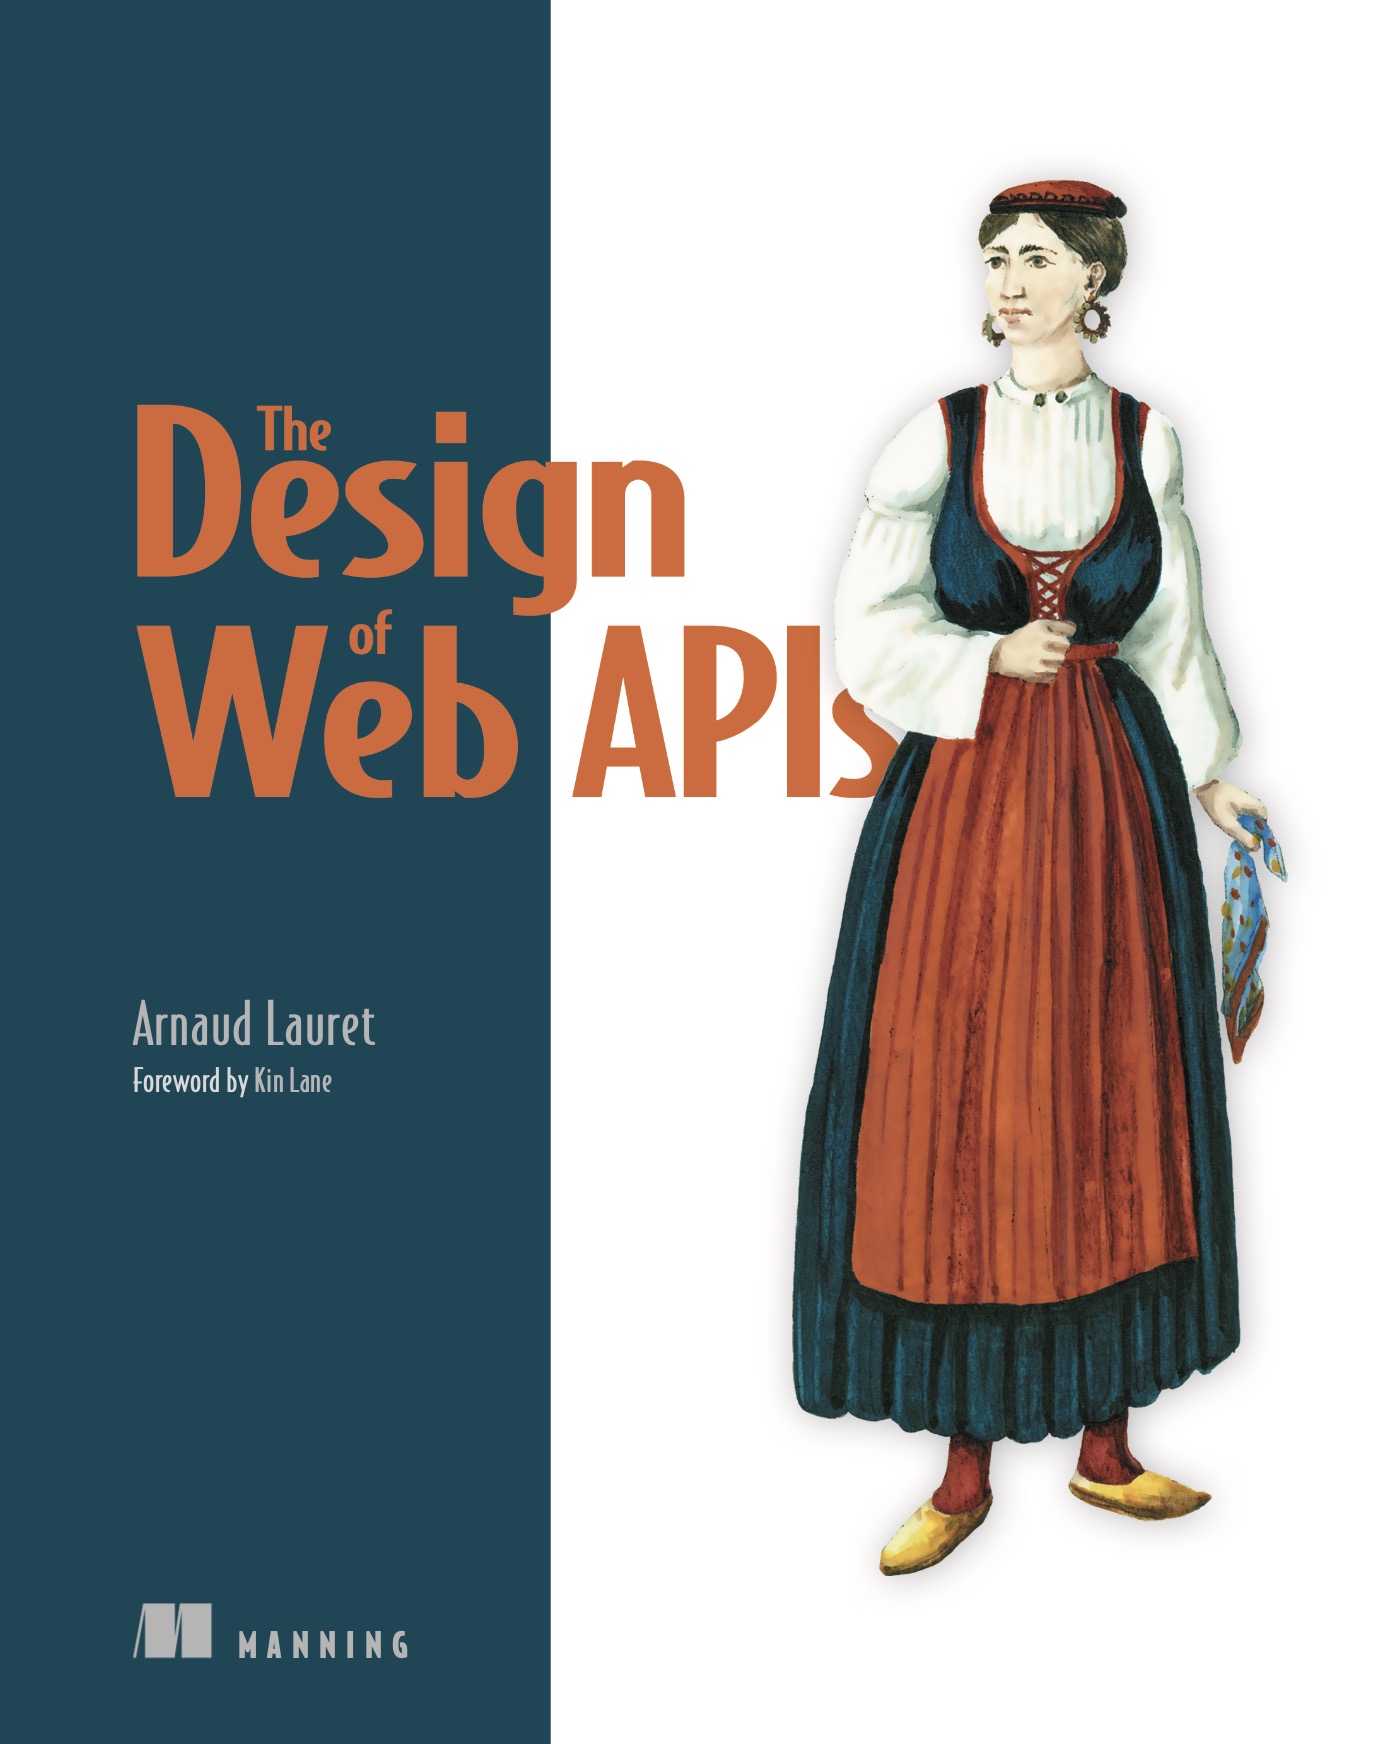 The
Design
of
Web APIs
Arnaud Lauret
Foreword by Kin Lane
MANNING